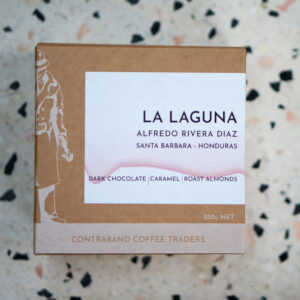 LA LAGUNA
ALFREDO RIVERA DIAZ
SANTA BARBARA - HONDURAS
DARK CHOCOLATE | CARAMEL | ROAST ALMONDS
250G NET
CONTRABAND COFFEE TRADERS